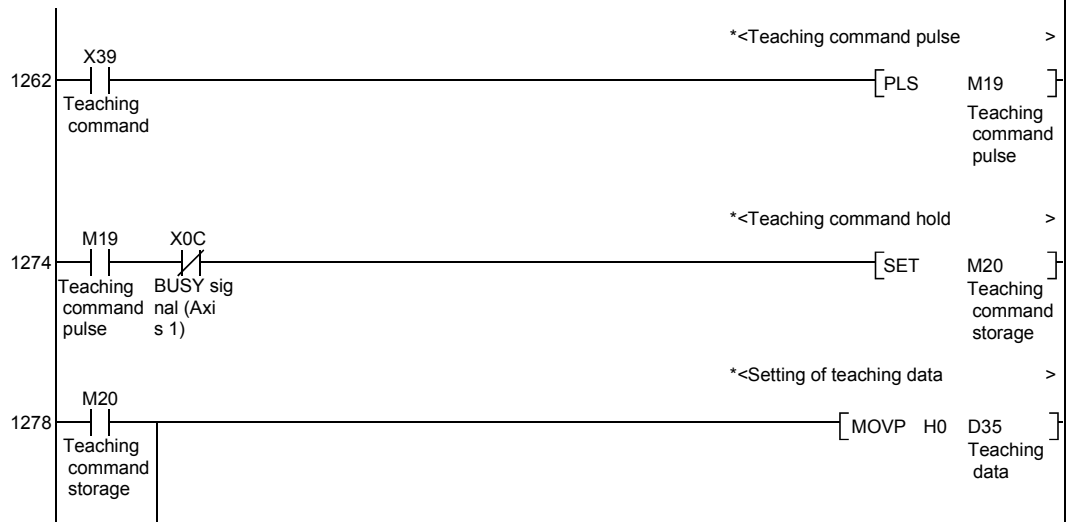 *<Teaching command pulse >
X39
1262
PLS M19
Teaching
command
Teaching
command
pulse
*<Teaching command hold >
M19 X0C
1274
SET M20
Teaching
command
pulse
BUSY sig
nal (Axi
s 1)
Teaching
command
storage
*<Setting of teaching data >
M20
1278
MOVP H0 D35
Teaching
command
storage
Teaching
data